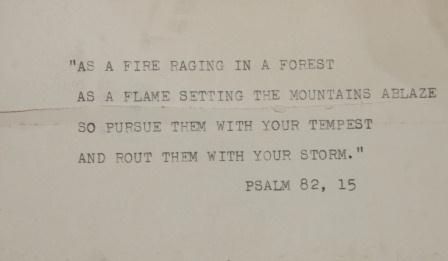 "AS A FIRE RAGING IN A FOREST
AS A FLAME SETTING THE MOUNTAINS ABLAZE
SO PURSUE THEM WITH YOUR TEMPEST
AND ROUT THEM WITH YOUR STORM."
PSALM 82, 15